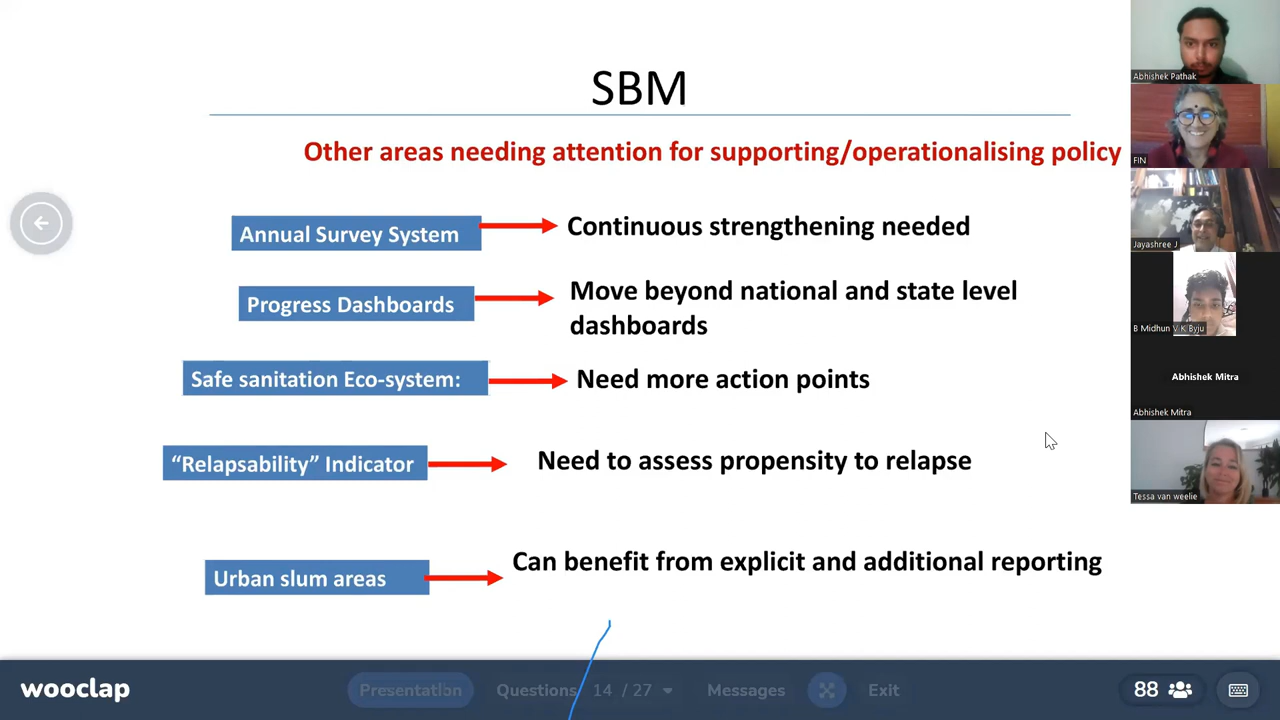 SBM
Other areas needing attention for supporting/operationalising policy
Annual Survey System
Continuous strengthening needed
Progress Dashboards
Move beyond national and state level
dashboards
Safe sanitation Eco-system:
Need more action points
“Relapsability” Indicator
Need to assess propensity to relapse
Urban slum areas
Can benefit from explicit and additional reporting
Abhishek Pathak
FIN
Jayashree J
B Midhun V K Byju
Abhishek Mitra
Abhishek Mitra
Tessa van weelie
wooclap
Presentation
Questions
14 / 27
Messages
Exit
88